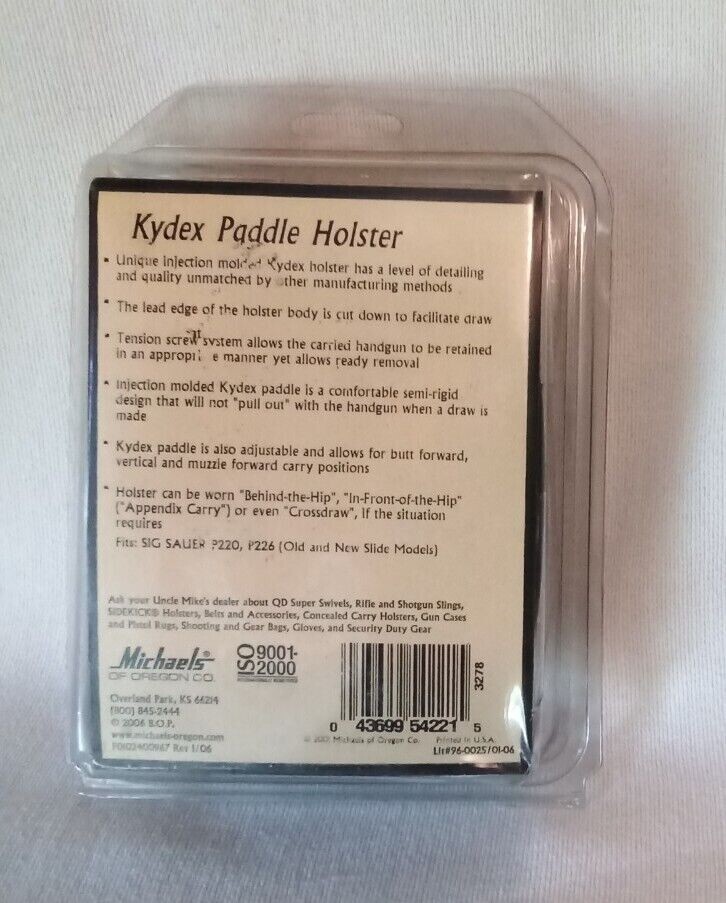 Kydex Paddle Holster
• Unique injection molded Kydex holster has a level of detailing
and quality unmatched by other manufacturing methods
• The lead edge of the holster body is cut down to facilitate draw
• Tension screw system allows the carried handgun to be retained
in an appropriate manner yet allows ready removal
• Injection molded Kydex paddle is a comfortable semi-rigid
design that will not "pull out" with the handgun when a draw is
made
• Kydex paddle is also adjustable and allows for butt forward,
vertical and muzzle forward carry positions
• Holster can be worn "Behind-the-Hip", "In-Front-of-the-Hip"
("Appendix Carry") or even "Crossdraw", if the situation
requires
Fits: SIG SAUER P220, P226 (Old and New Slide Models)
Ask your Uncle Mike's dealer about QD Super Swivels, Rifle and Shotgun Slings,
SIDEKICK® Holsters, Belts and Accessories, Concealed Carry Holsters, Gun Cases
and Pistol Rugs, Shooting and Gear Bags, Gloves, and Security Duty Gear
Michaels®
OF OREGON CO.
ISO 9001-
2000
Overland Park, KS 66214
(800) 845-2444
© 2006 B.O.P.
www.michaels-oregon.com
P0102400967 Rev 1/06
3278
0 43699 54221 5
Michaels of Oregon Co. Printed in U.S.A.
Lit#96-0025/01-06